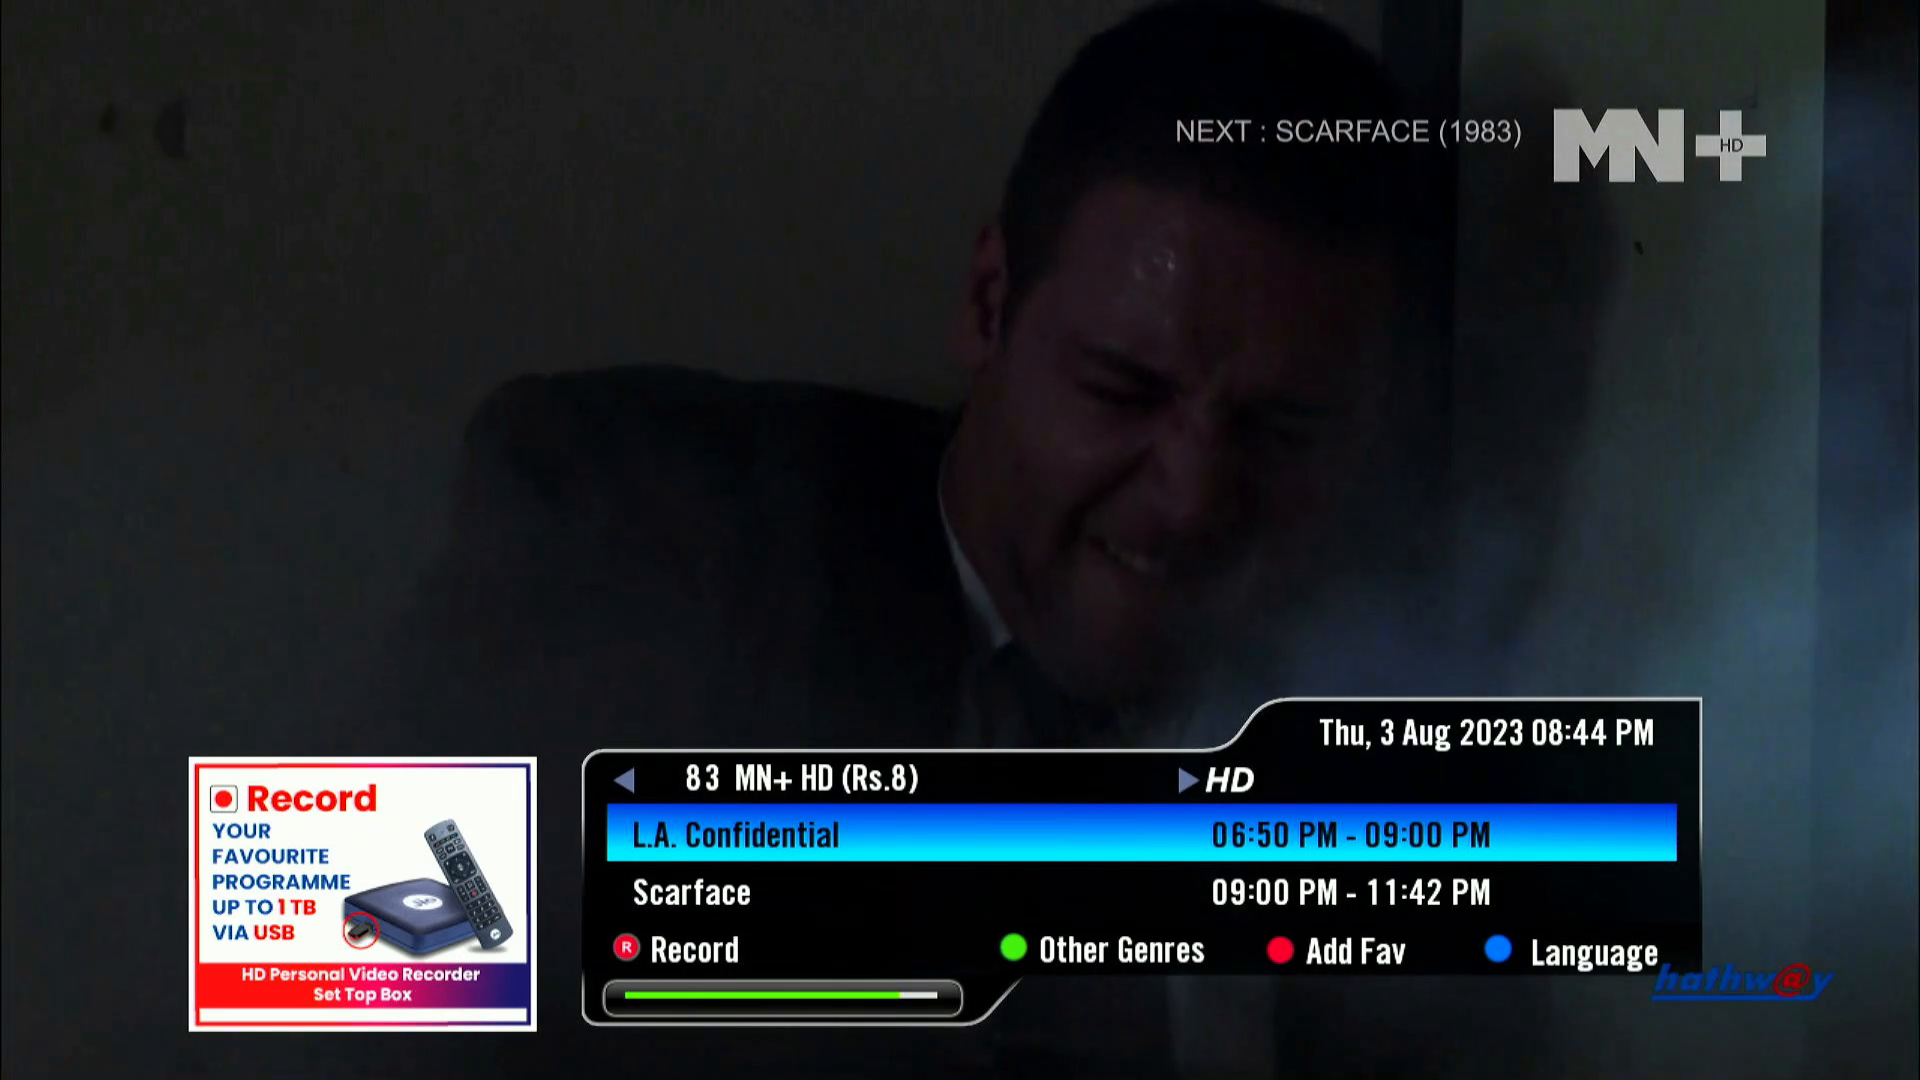 NEXT : SCARFACE (1983)
MN+
HD
Thu, 3 Aug 2023 08:44 PM
83 MN+ HD (Rs.8) HD
L.A. Confidential 06:50 PM - 09:00 PM
Scarface 09:00 PM - 11:42 PM
R Record Other Genres Add Fav Language
hathw@y
Record
YOUR
FAVOURITE
PROGRAMME
UP TO 1 TB
VIA USB
HD Personal Video Recorder
Set Top Box